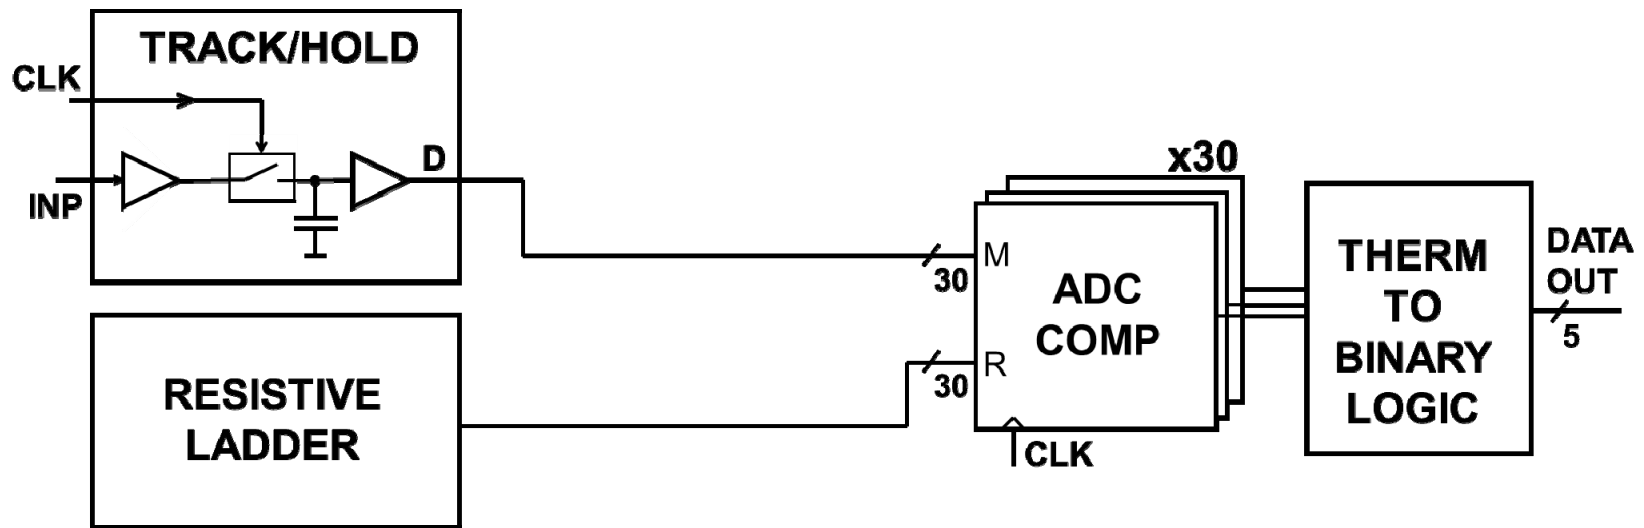 TRACK/HOLD
CLK
D
INP
x30
M
30
ADC
COMP
R
30
CLK
THERM
TO
BINARY
LOGIC
DATA
OUT
5
RESISTIVE
LADDER